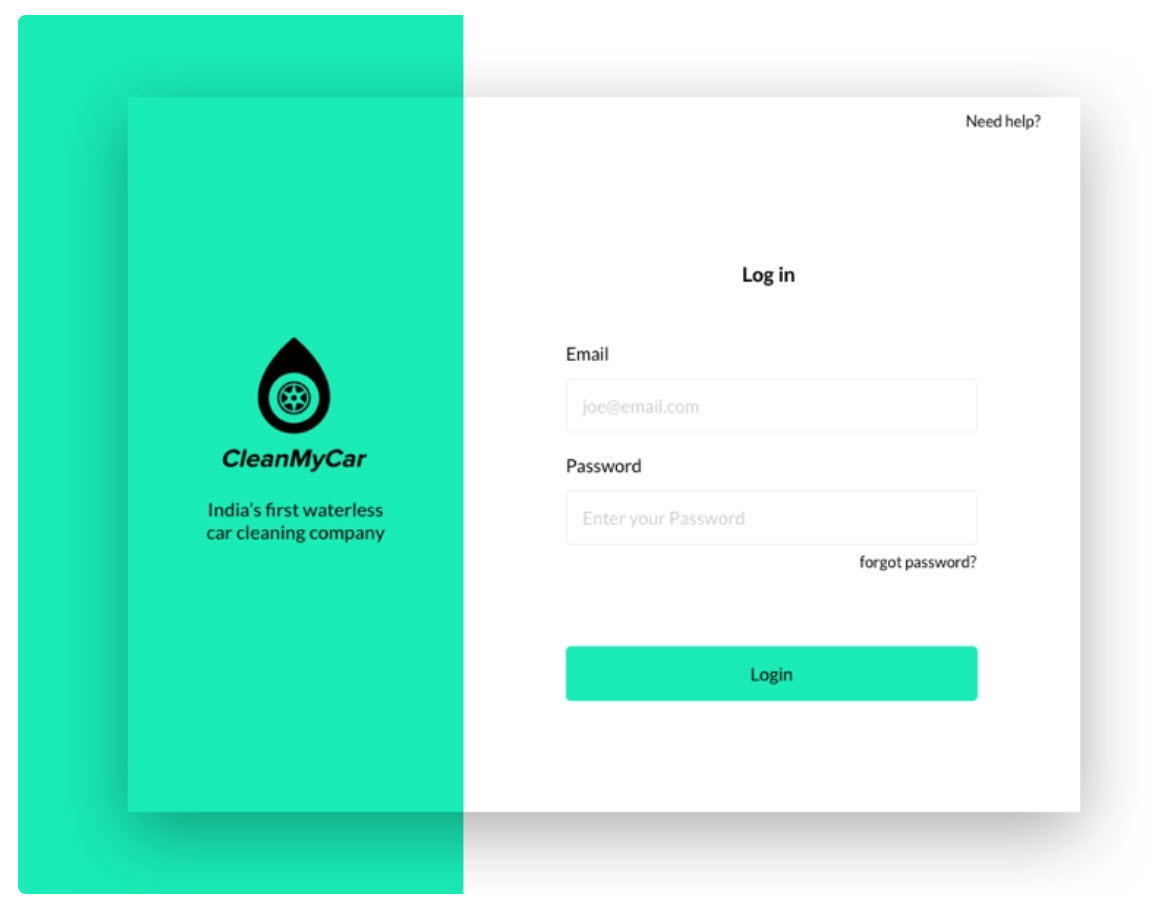 Need help?
Log in
Email
joe@email.com
Password
Enter your Password
forgot password?
Login
CleanMyCar
India's first waterless
car cleaning company